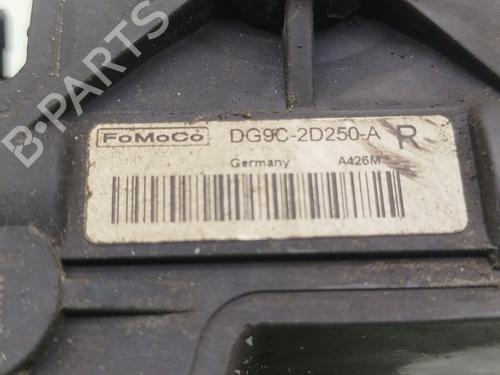 FoMoCo DG9C-2D250-A R
Germany A426M
B-PARTS